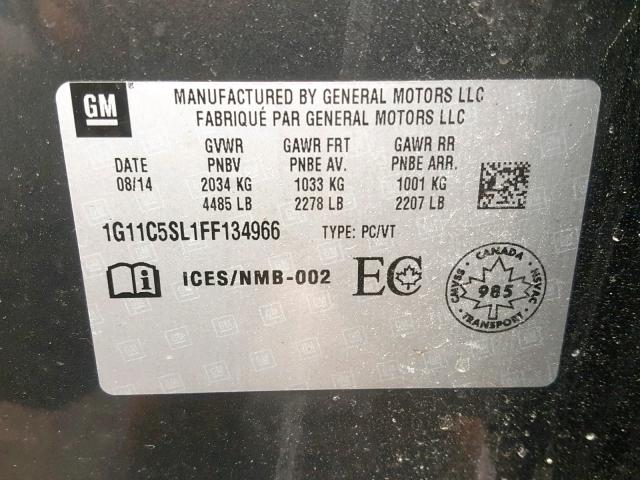 GM
MANUFACTURED BY GENERAL MOTORS LLC
FABRIQUÉ PAR GENERAL MOTORS LLC
GVWR GAWR FRT GAWR RR
DATE PNBV PNBE AV. PNBE ARR.
08/14 2034 KG 1033 KG 1001 KG
4485 LB 2278 LB 2207 LB
1G11C5SL1FF134966 TYPE: PC/VT
ICES/NMB-002 EC
CANADA
CMVSS 985 NSVAC
TRANSPORT